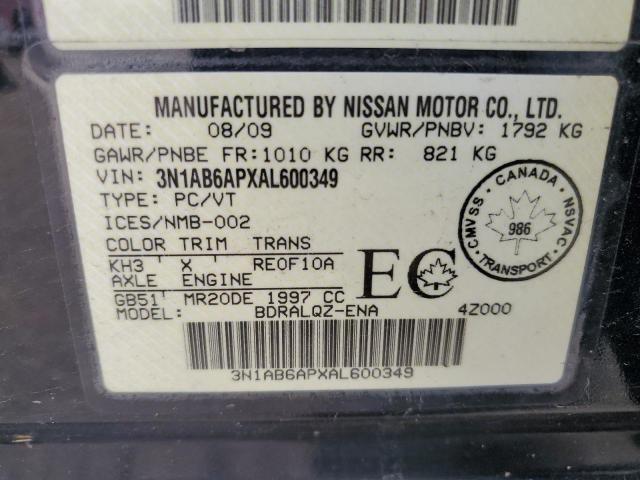 MANUFACTURED BY NISSAN MOTOR CO., LTD.
DATE: 08/09 GVWR/PNBV: 1792 KG
GAWR/PNBE FR:1010 KG RR: 821 KG
VIN: 3N1AB6APXAL600349
TYPE: PC/VT
ICES/NMB-002
COLOR TRIM TRANS
KH3 ' X ' RE0F10A
AXLE ENGINE
GB51' MR20DE 1997 CC
MODEL: BDRALQZ-ENA 4Z000
3N1AB6APXAL600349
EC
CANADA
CMVSS 986 NSVAC
TRANSPORT